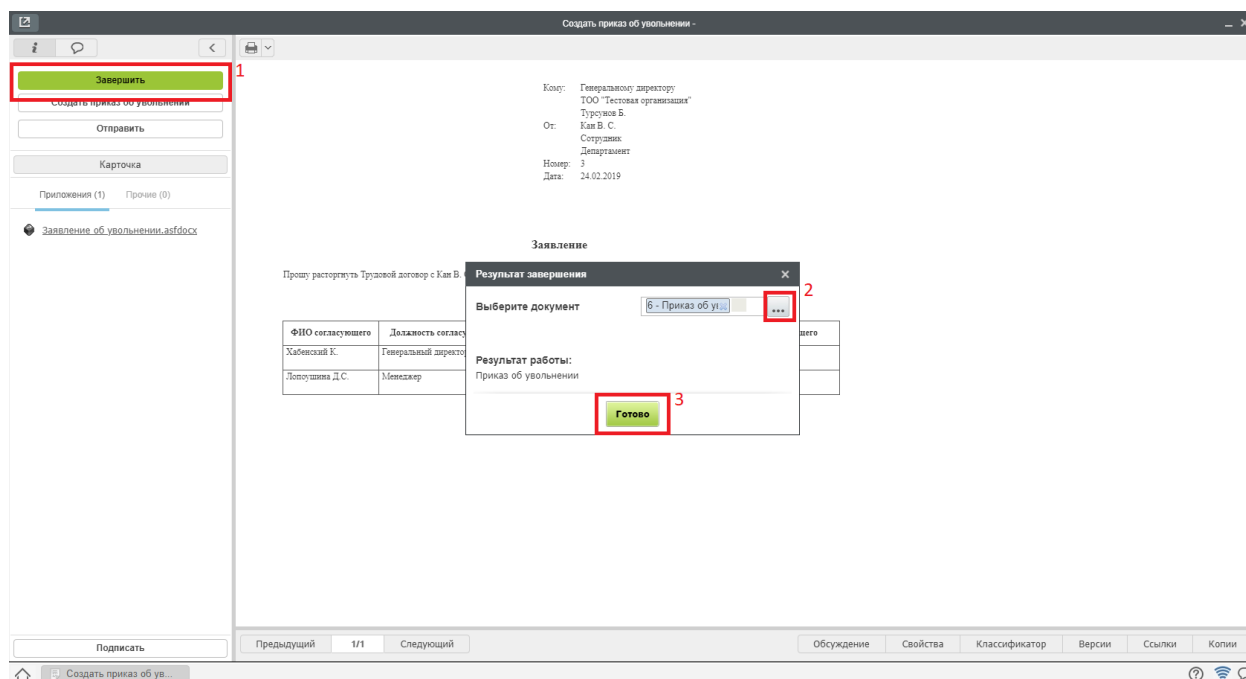 Создать приказ об увольнении -
i
Завершить
1
Создать приказ об увольнении
Отправить
Карточка
Приложения (1) Прочие (0)
Заявление об увольнении.asfdocx
Кому: Генеральному директору
ТОО "Тестовая организация"
Турсунов Б.
От: Кан В. С.
Сотрудник
Департамент
Номер: 3
Дата: 24.02.2019
Заявление
Прошу расторгнуть Трудовой договор с Кан В.
ФИО согласующего Должность согласу щего
Хабенский К. Генеральный директор
Лопоушина Д.С. Менеджер
Результат завершения
2
Выберите документ 6 - Приказ об ув ...
Результат работы:
Приказ об увольнении
3
Готово
Подписать
Предыдущий 1/1 Следующий Обсуждение Свойства Классификатор Версии Ссылки Копии
Создать приказ об ув...